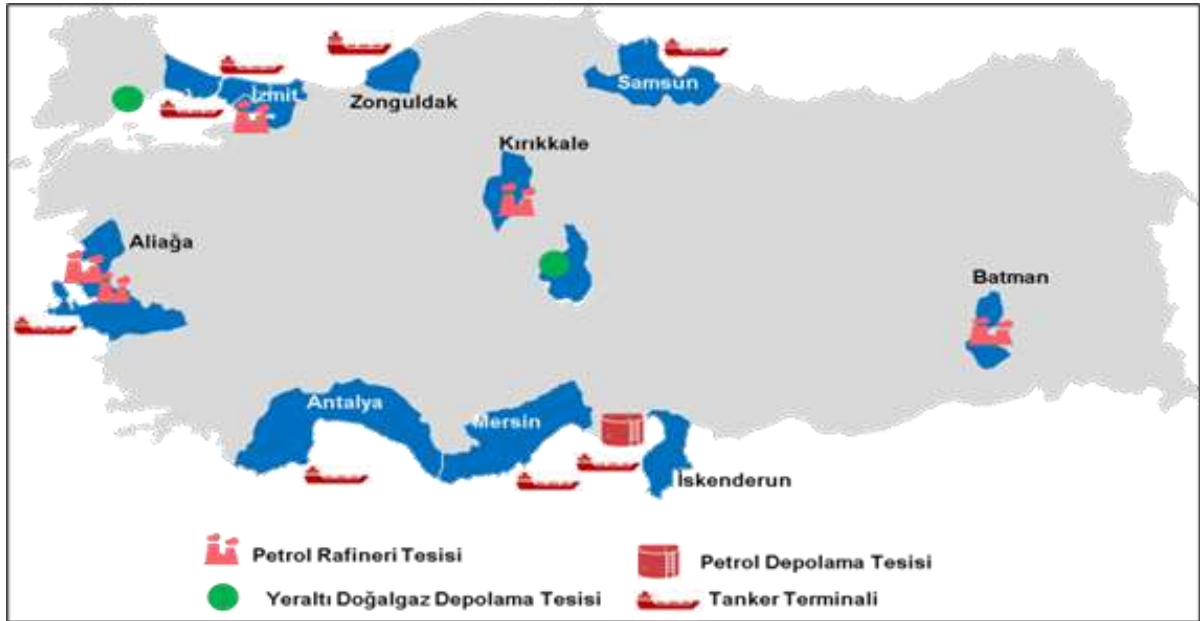 İzmit
Zonguldak
Samsun
Kırıkkale
Aliağa
Batman
Antalya
Mersin
İskenderun
Petrol Rafineri Tesisi
Petrol Depolama Tesisi
Yeraltı Doğalgaz Depolama Tesisi
Tanker Terminali